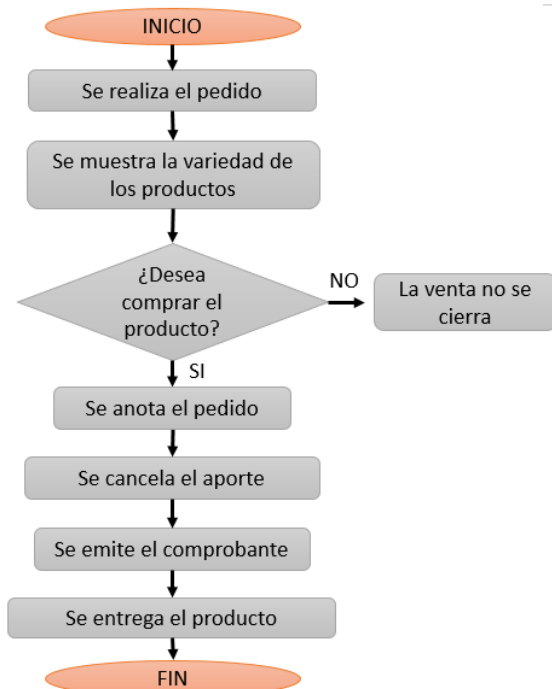 INICIO
Se realiza el pedido
Se muestra la variedad de
los productos
¿Desea
comprar el
producto?
NO
La venta no se
cierra
SI
Se anota el pedido
Se cancela el aporte
Se emite el comprobante
Se entrega el producto
FIN